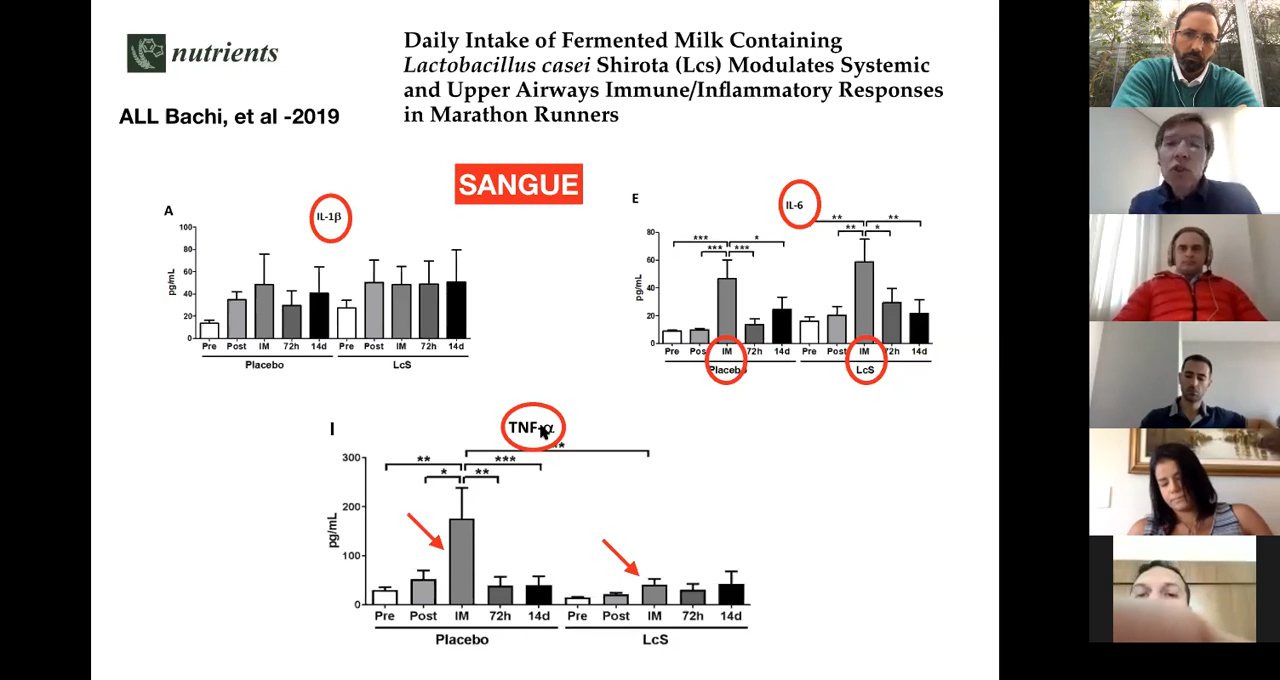 nutrients
ALL Bachi, et al -2019
Daily Intake of Fermented Milk Containing
Lactobacillus casei Shirota (Lcs) Modulates Systemic
and Upper Airways Immune/Inflammatory Responses
in Marathon Runners
SANGUE
A
IL-1β
pg/mL
100
80
60
40
20
0
Pre Post IM 72h 14d Pre Post IM 72h 14d
Placebo LcS
E
IL-6
** **
** *
*** *
*** ***
pg/mL
80
60
40
20
0
Pre Pos IM 72h 14d Pre Post IM 72h 14d
Placebo LcS
I
TNF-α
**
** ***
* **
pg/mL
300
200
100
0
Pre Post IM 72h 14d Pre Post IM 72h 14d
Placebo LcS